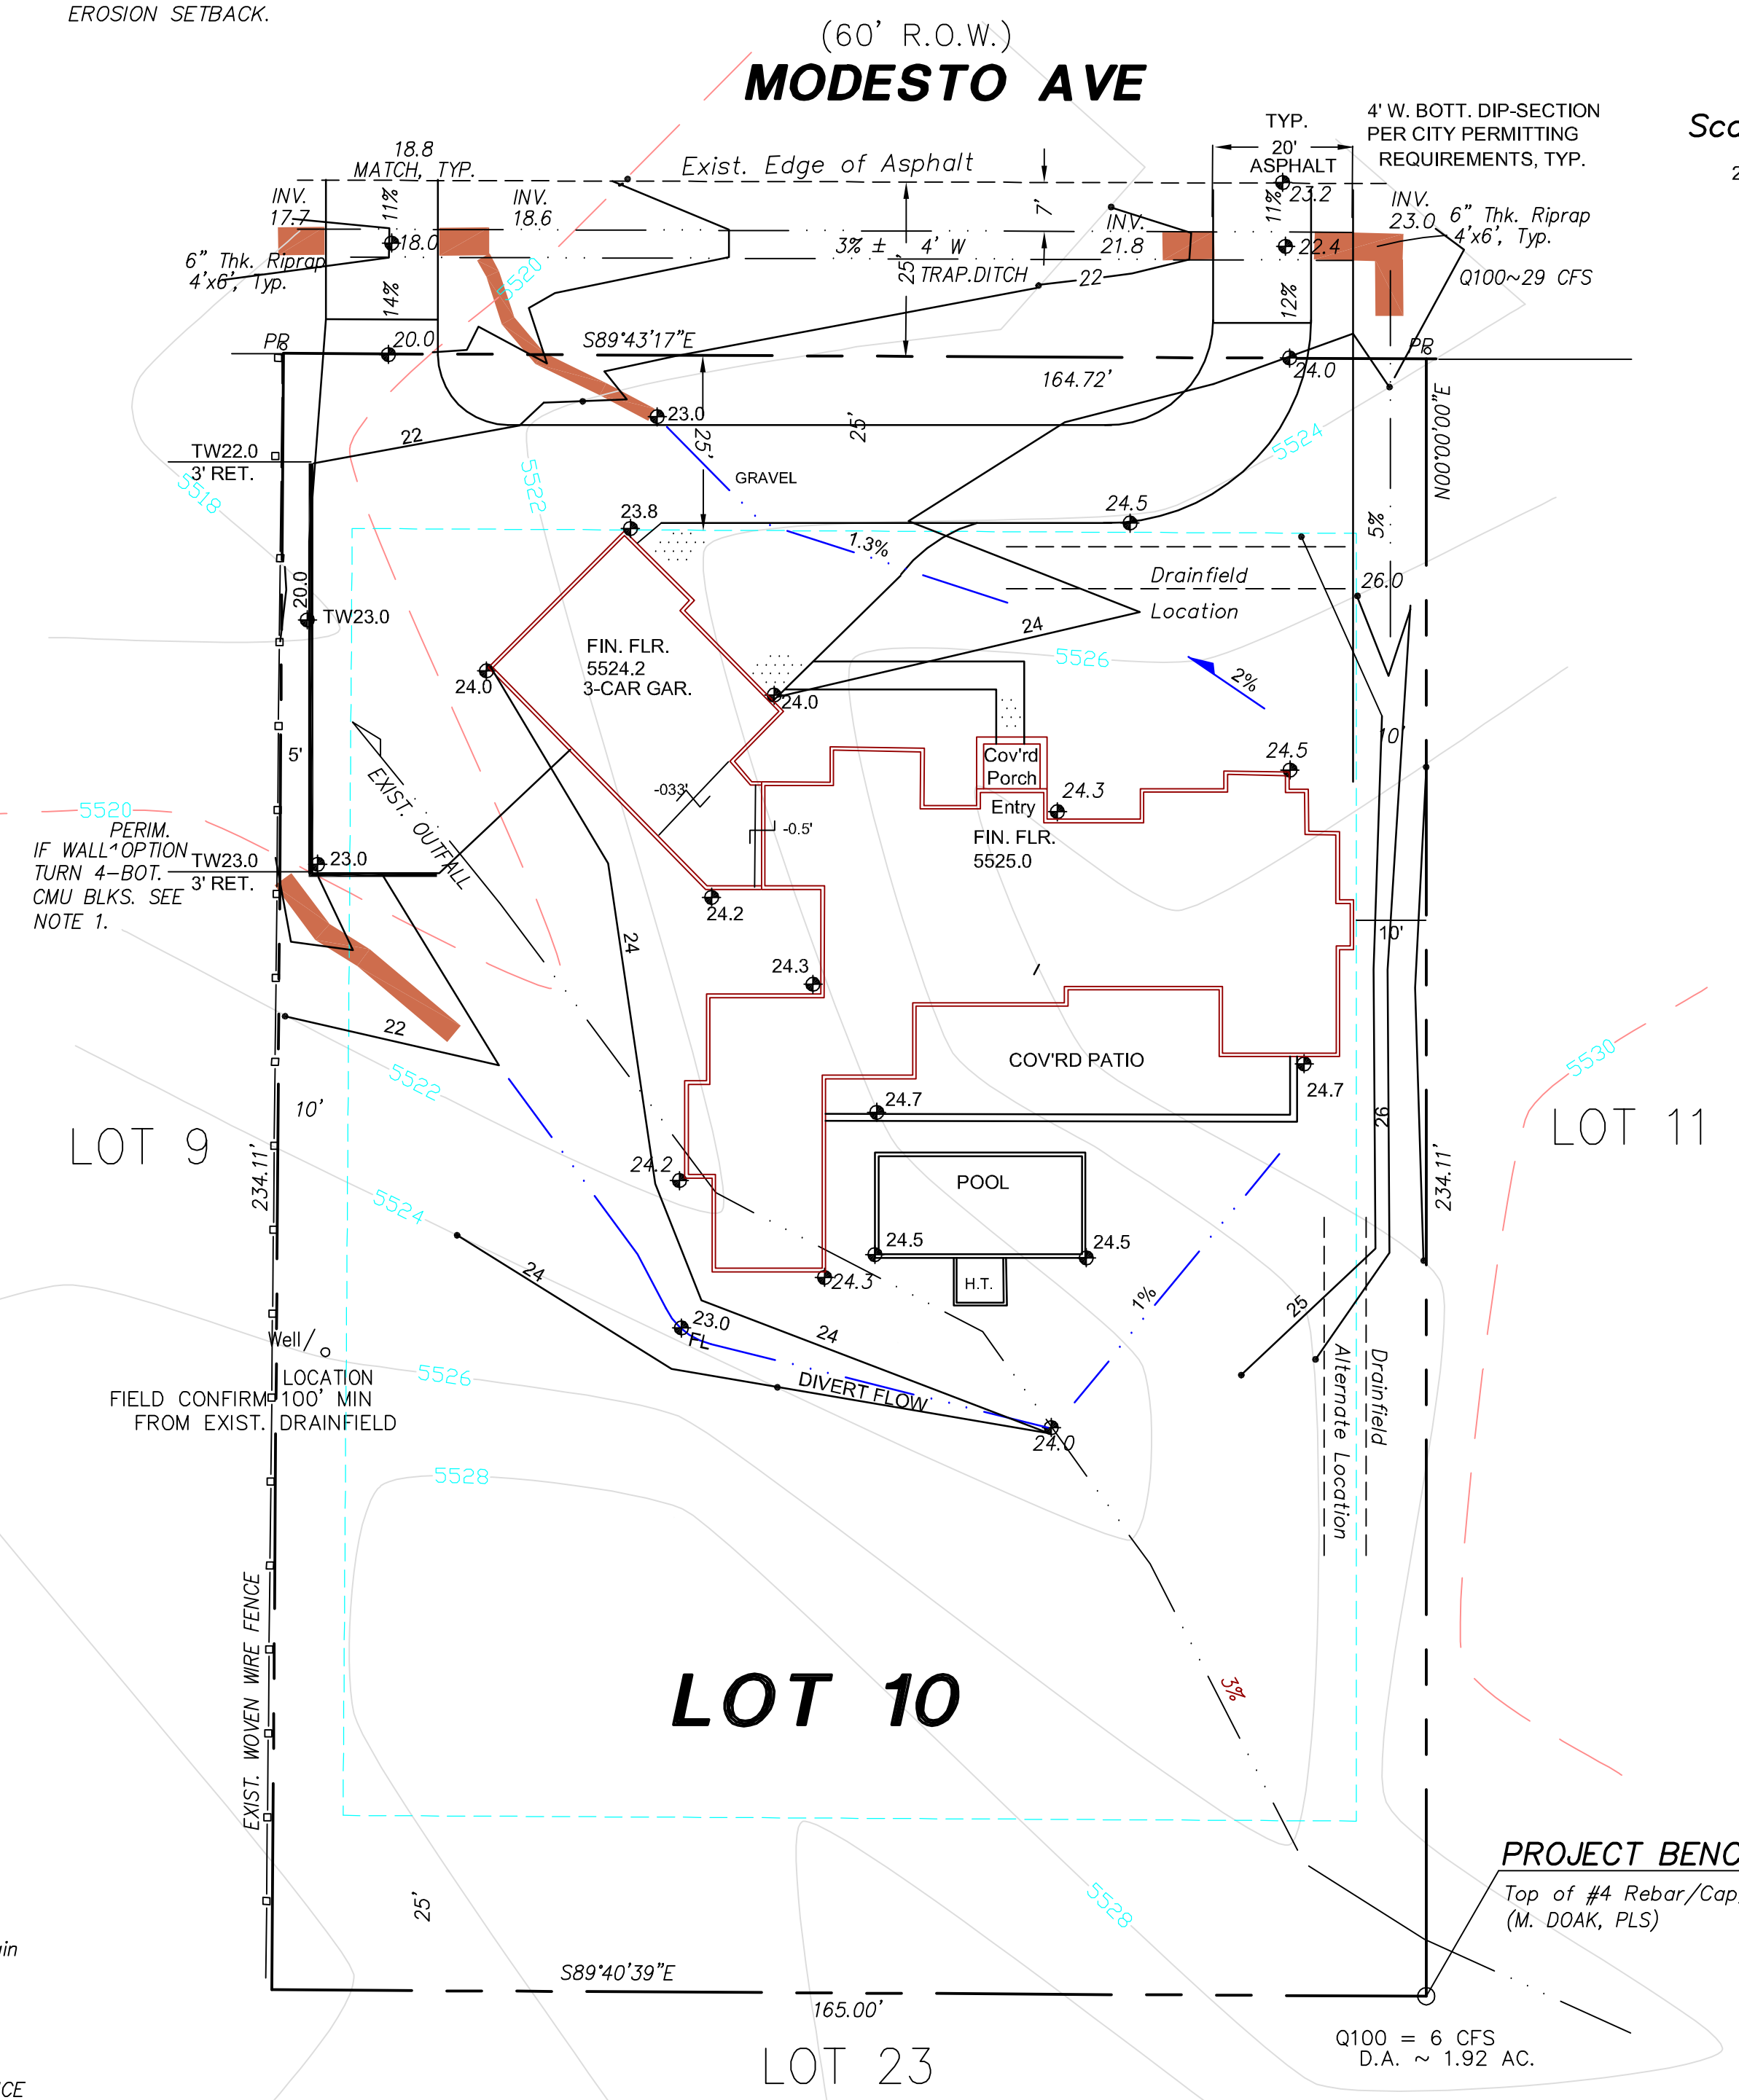 EROSION SETBACK.
(60' R.O.W.)
MODESTO AVE
18.8
MATCH, TYP.
Exist. Edge of Asphalt
TYP.
20'
ASPHALT
4' W. BOTT. DIP-SECTION
PER CITY PERMITTING
REQUIREMENTS, TYP.
INV.
17.7
11%
18.0
INV.
18.6
6" Thk. Riprap
4'x6', Typ.
14%
5520
3% ±
25'
4' W
TRAP.DITCH
7'
22
INV.
21.8
23.2
11%
22.4
12%
INV.
23.0
6" Thk. Riprap
4'x6', Typ.
Q100~29 CFS
PP
20.0
S89°43'17"E
164.72'
24.0
PP
N00°00'00"E
22
23.0
25'
25'
5524
TW22.0
3' RET.
5518
5522
GRAVEL
23.8
1.3%
24.5
5%
Drainfield
Location
26.0
20.0
TW23.0
24
FIN. FLR.
5524.2
3-CAR GAR.
5526
2%
24.0
24.0
5'
EXIST. OUTFALL
10'
Cov'rd
Porch
24.5
-033'
-0.5'
Entry
24.3
FIN. FLR.
5525.0
5520
PERIM.
IF WALL^OPTION
TURN 4-BOT.
CMU BLKS. SEE
NOTE 1.
TW23.0
3' RET.
23.0
24.2
24
24.3
10'
22
5522
COV'RD PATIO
5530
24.7
24.7
10'
26
LOT 9
LOT 11
234.11'
234.11'
24.2
POOL
5524
24.5
24.5
24.3
H.T.
24
23.0
FL
24
1%
25
Well
LOCATION
FIELD CONFIRM 100' MIN
FROM EXIST. DRAINFIELD
5526
DIVERT FLOW
24.0
Drainfield
Alternate Location
5528
EXIST. WOVEN WIRE FENCE
LOT 10
3%
PROJECT BENC
Top of #4 Rebar/Cap,
(M. DOAK, PLS)
5528
25'
S89°40'39"E
165.00'
Q100 = 6 CFS
D.A. ~ 1.92 AC.
LOT 23